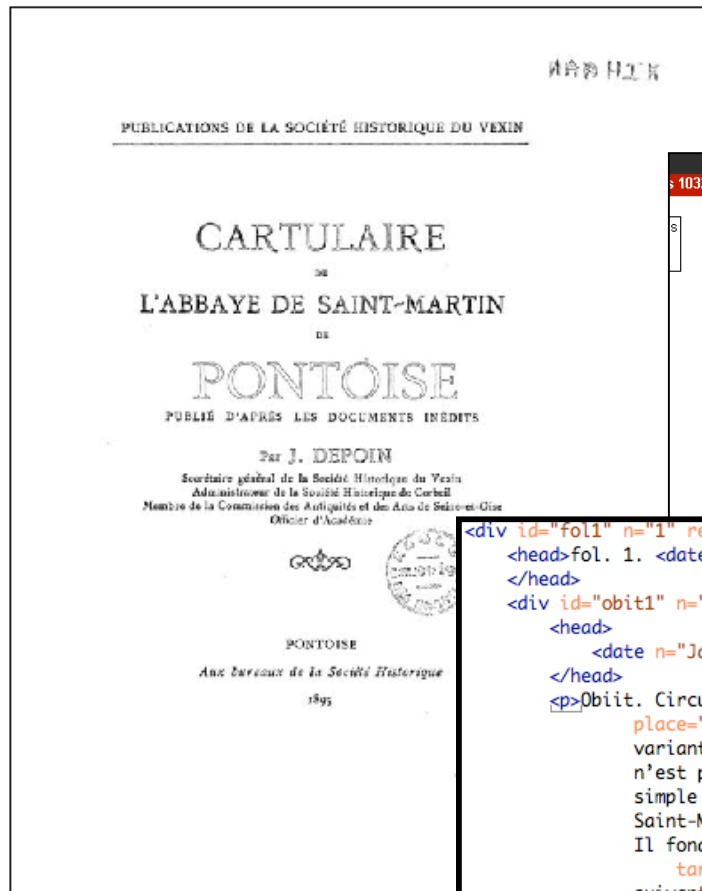 PUBLICATIONS DE LA SOCIÉTÉ HISTORIQUE DU VEXIN
CARTULAIRE
DE
L'ABBAYE DE SAINT-MARTIN
DE
PONTOISE
PUBLIÉ D'APRÈS LES DOCUMENTS INÉDITS
Par J. DEPOIN
Secrétaire général de la Société Historique du Vexin
Administrateur de la Société Historique de Corbeil
Membre de la Commission des Antiquités et des Arts de Seine-et-Oise
Officier d'Académie
PONTOISE
Aux bureaux de la Société Historique
1895
s 103
s
<div id="fol1" n="1" re
<head>fol. 1. <date
</head>
<div id="obit1" n="
<head>
<date n="Ja
</head>
<p>Obiit. Circu
place="
variant
n'est p
simple
Saint-M
Il fond
tar